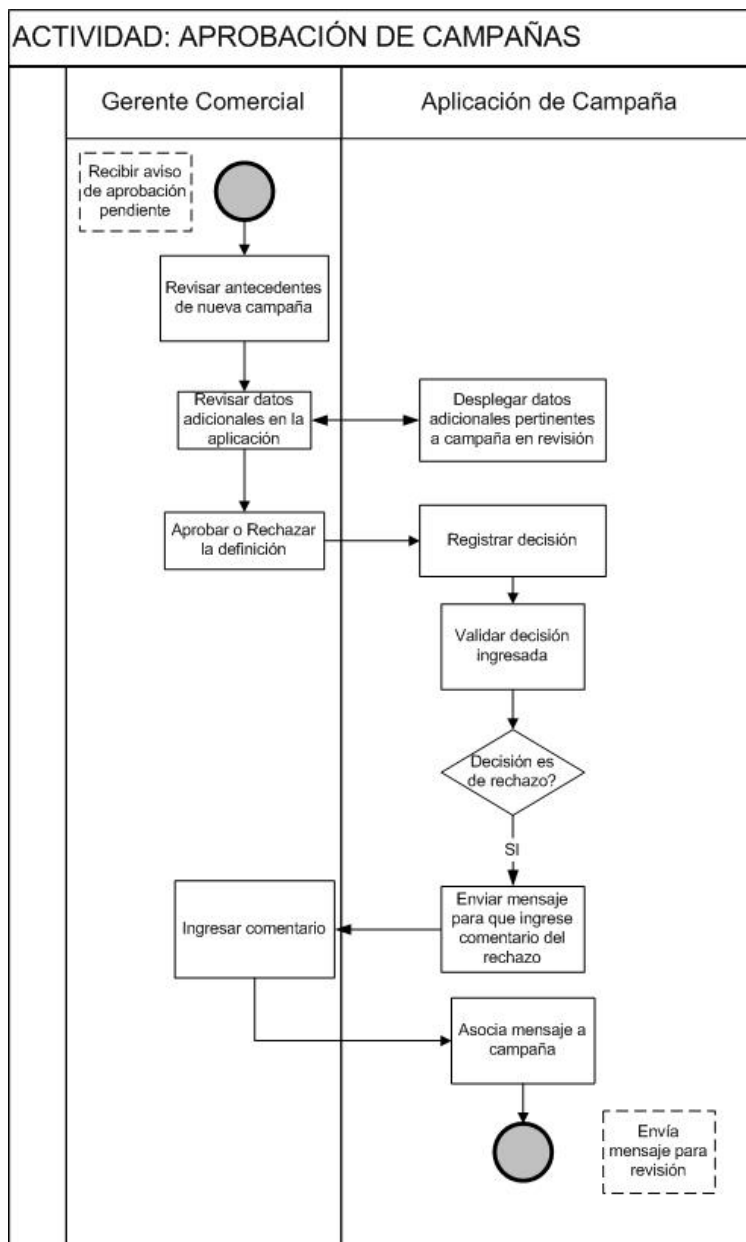 ACTIVIDAD: APROBACIÓN DE CAMPAÑAS
Gerente Comercial
Aplicación de Campaña
Recibir aviso
de aprobación
pendiente
Revisar antecedentes
de nueva campaña
Revisar datos
adicionales en la
aplicación
Desplegar datos
adicionales pertinentes
a campaña en revisión
Aprobar o Rechazar
la definición
Registrar decisión
Validar decisión
ingresada
Decisión es
de rechazo?
SI
Enviar mensaje
para que ingrese
comentario del
rechazo
Ingresar comentario
Asocia mensaje a
campaña
Envía
mensaje para
revisión